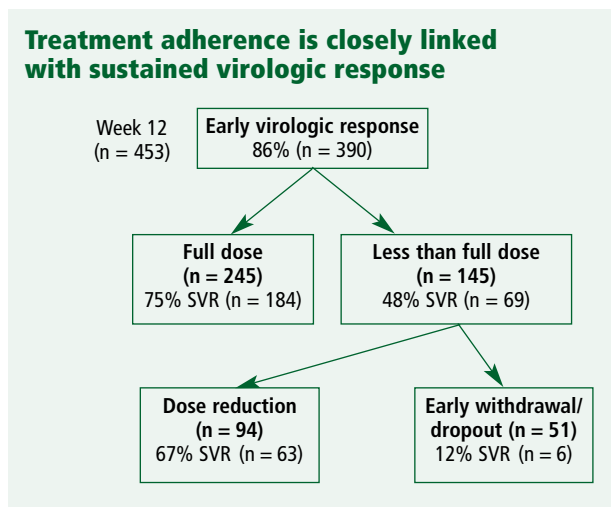 Treatment adherence is closely linked
with sustained virologic response
Week 12
(n = 453)
Early virologic response
86% (n = 390)
Full dose
(n = 245)
75% SVR (n = 184)
Less than full dose
(n = 145)
48% SVR (n = 69)
Dose reduction
(n = 94)
67% SVR (n = 63)
Early withdrawal/
dropout (n = 51)
12% SVR (n = 6)